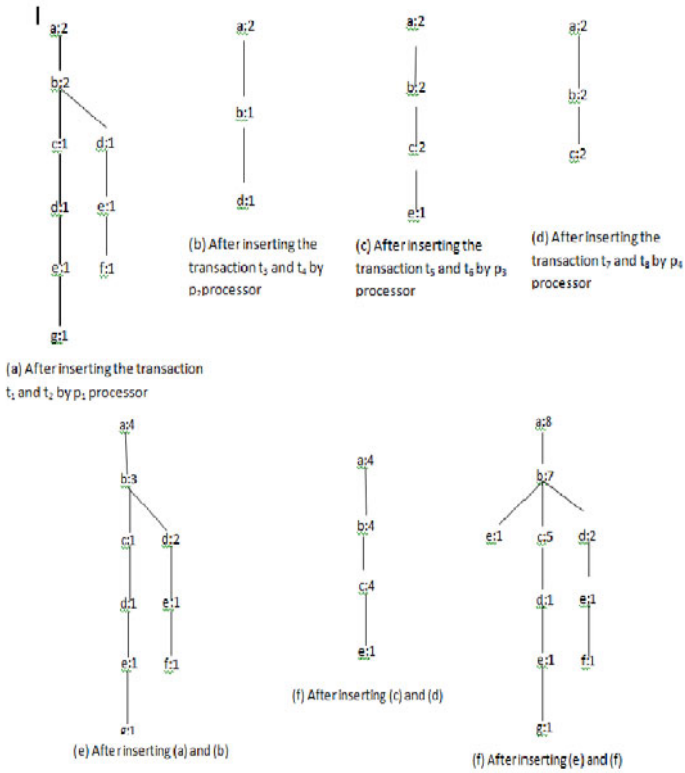 a:2
b:2
c:1 d:1
d:1 e:1
e:1 f:1
g:1
(a) After inserting the transaction
t₁ and t₂ by p₁ processor
a:2
b:1
d:1
(b) After inserting the
transaction t₃ and t₄ by
p₂processor
a:2
b:2
c:2
e:1
(c) After inserting the
transaction t₅ and t₆ by p₃
processor
a:2
b:2
c:2
(d) After inserting the
transaction t₇ and t₈ by p₄
processor
a:4
b:3
c:1 d:2
d:1 e:1
e:1 f:1
g:1
(e) After inserting (a) and (b)
a:4
b:4
c:4
e:1
(f) After inserting (c) and (d)
a:8
b:7
e:1 c:5 d:2
d:1 e:1
e:1 f:1
g:1
(f) After inserting (e) and (f)